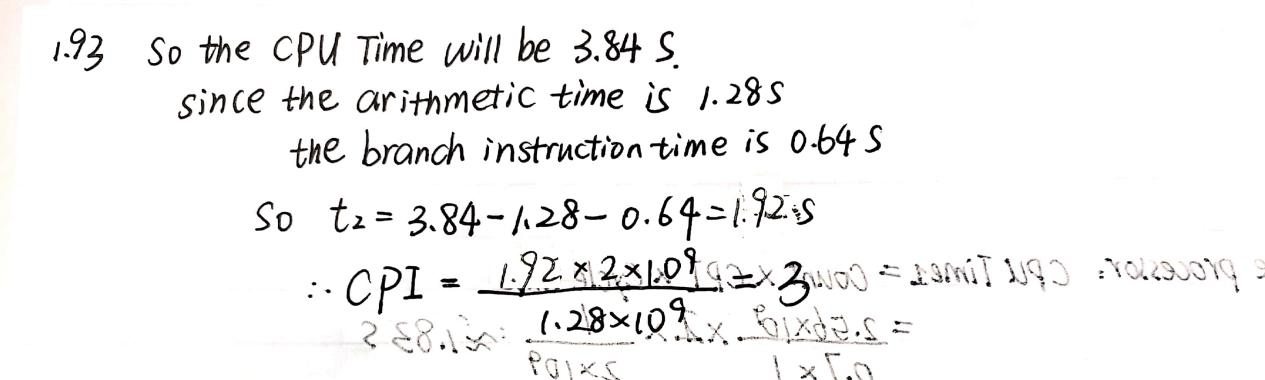 1.93 So the CPU Time will be 3.84 S.
since the arithmetic time is 1.28 S
the branch instruction time is 0.64 S
So t₂ = 3.84 - 1.28 - 0.64 = 1.92 S
∴ CPI = \frac{1.92 × 2 × 10⁹}{1.28 × 10⁹} = 3